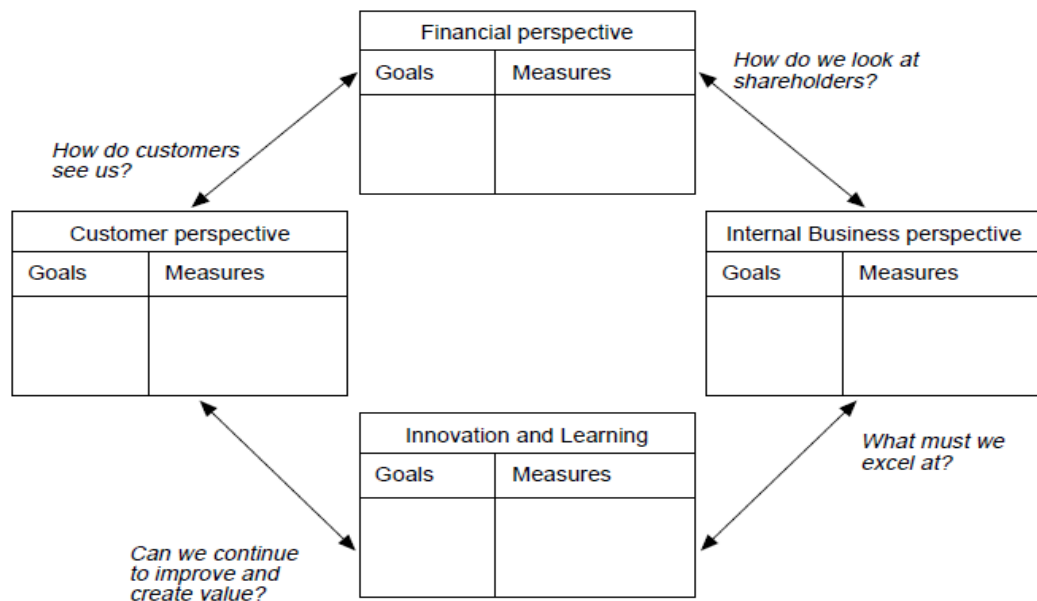 Financial perspective
Goals Measures
How do we look at
shareholders?
How do customers
see us?
Customer perspective
Goals Measures
Internal Business perspective
Goals Measures
Innovation and Learning
Goals Measures
What must we
excel at?
Can we continue
to improve and
create value?